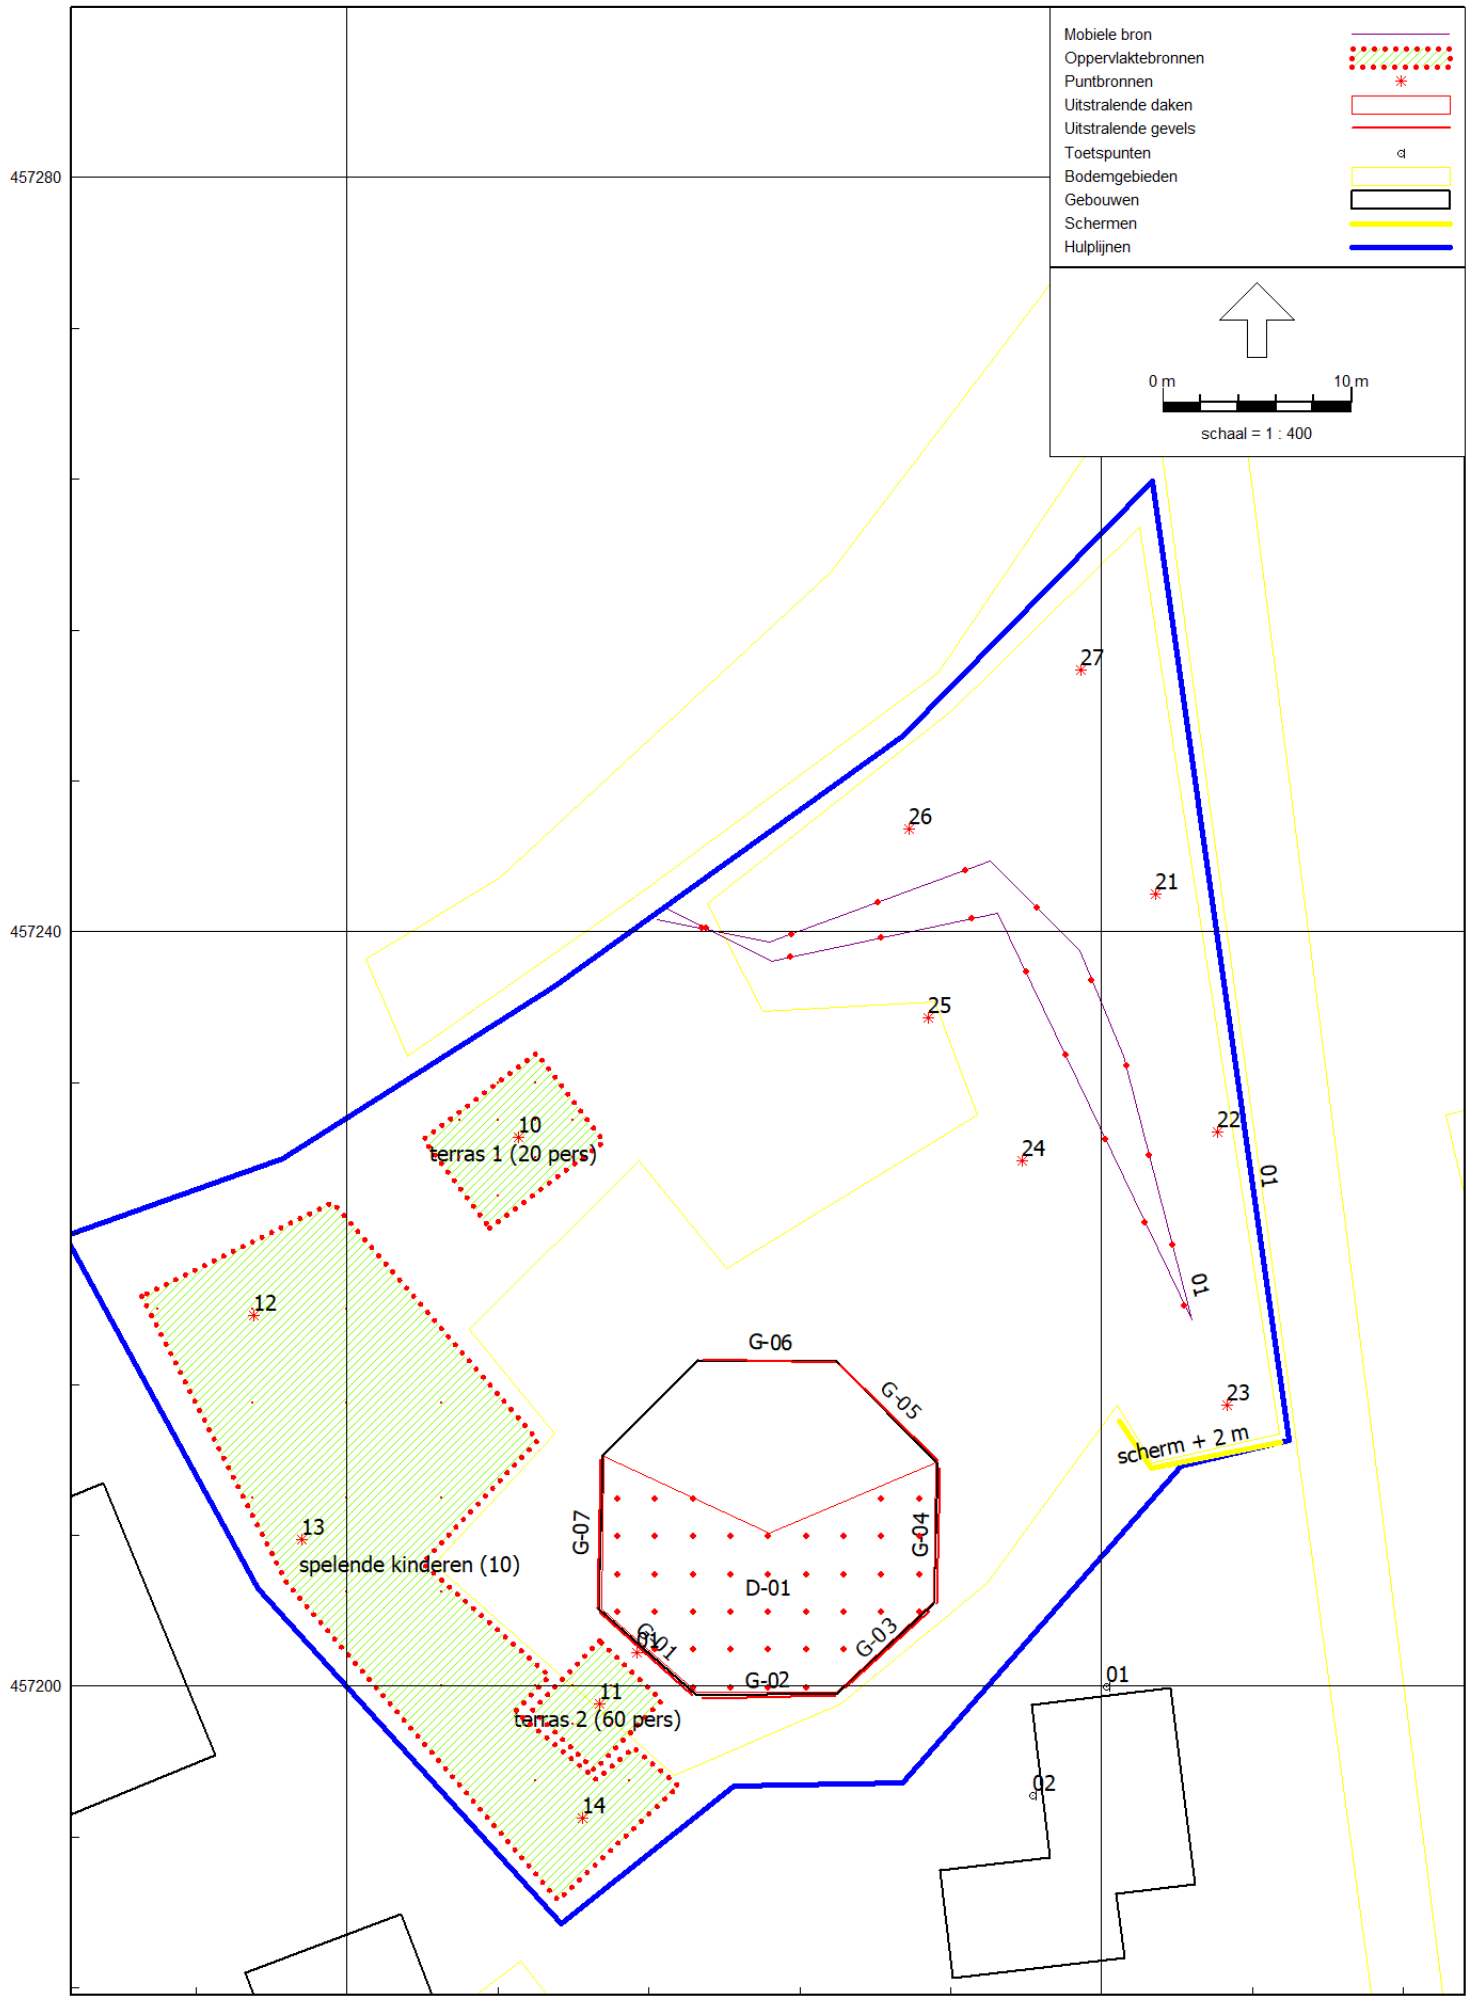 Mobiele bron
Oppervlaktebronnen
Puntbronnen
Uitstralende daken
Uitstralende gevels
Toetspunten
Bodemgebieden
Gebouwen
Schermen
Hulplijnen
0 m 10 m
schaal = 1 : 400
457280
27
26
21
457240
25
22
24
10
terras 1 (20 pers)
01
01
12
G-06
G-05
23
scherm + 2 m
13
spelende kinderen (10)
G-07
G-04
D-01
G-01
01
G-03
G-02
457200
11
terras 2 (60 pers)
01
02
14